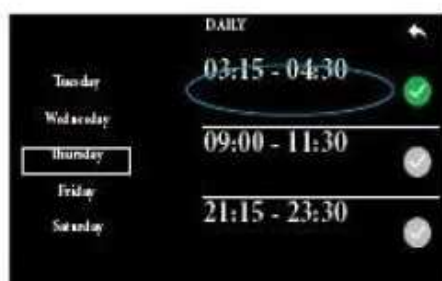 DAILY
Tuesday
Wednesday
Thursday
Friday
Saturday
03:15 - 04:30
09:00 - 11:30
21:15 - 23:30